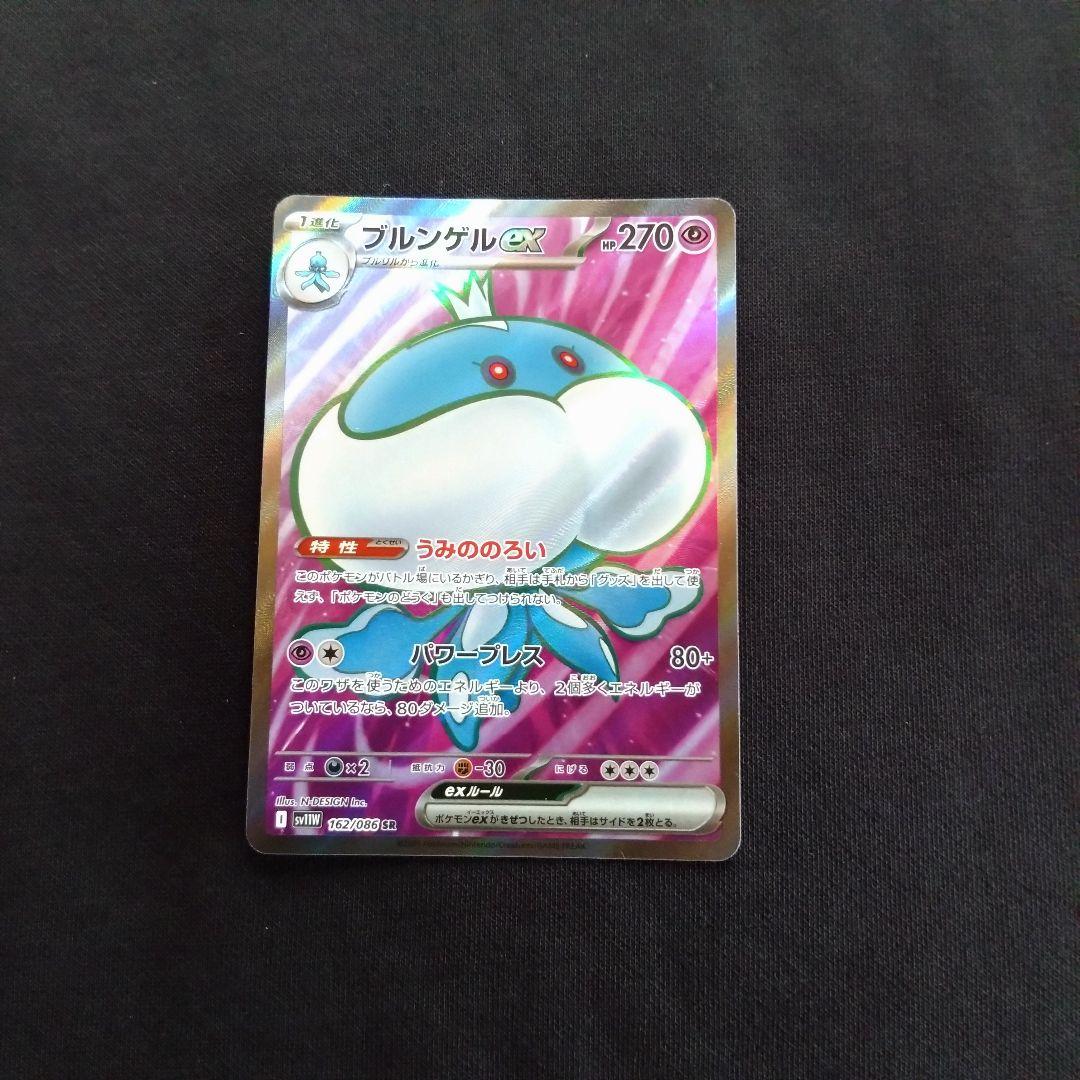 1進化
ブルンゲルex
HP 270
ブルリルから進化
特性 とくせい うみののろい
このポケモンがバトル場にいるかぎり、相手は手札から「グッズ」を出して使
えず、「ポケモンのどうぐ」も出してつけられない。
パワープレス 80+
このワザを使うためのエネルギーより、2個多くエネルギーが
ついているなら、80ダメージ追加。
弱点 ×2 抵抗力 -30 にげる
exルール
ポケモンexがきぜつしたとき、相手はサイドを2枚とる。
Illus. N-DESIGN Inc.
I sv11W 162/086 SR